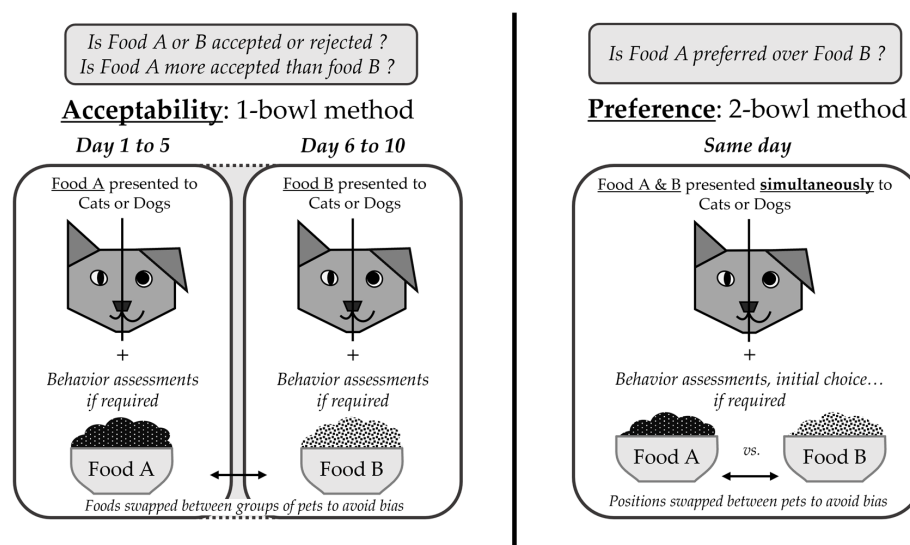 Is Food A or B accepted or rejected ?
Is Food A more accepted than food B ?
Acceptability: 1-bowl method
Day 1 to 5
Day 6 to 10
Food A presented to
Cats or Dogs
+
Behavior assessments
if required
Food A
Food B presented to
Cats or Dogs
+
Behavior assessments
if required
Food B
Foods swapped between groups of pets to avoid bias
Is Food A preferred over Food B ?
Preference: 2-bowl method
Same day
Food A & B presented simultaneously to
Cats or Dogs
+
Behavior assessments, initial choice…
if required
Food A
vs.
Food B
Positions swapped between pets to avoid bias